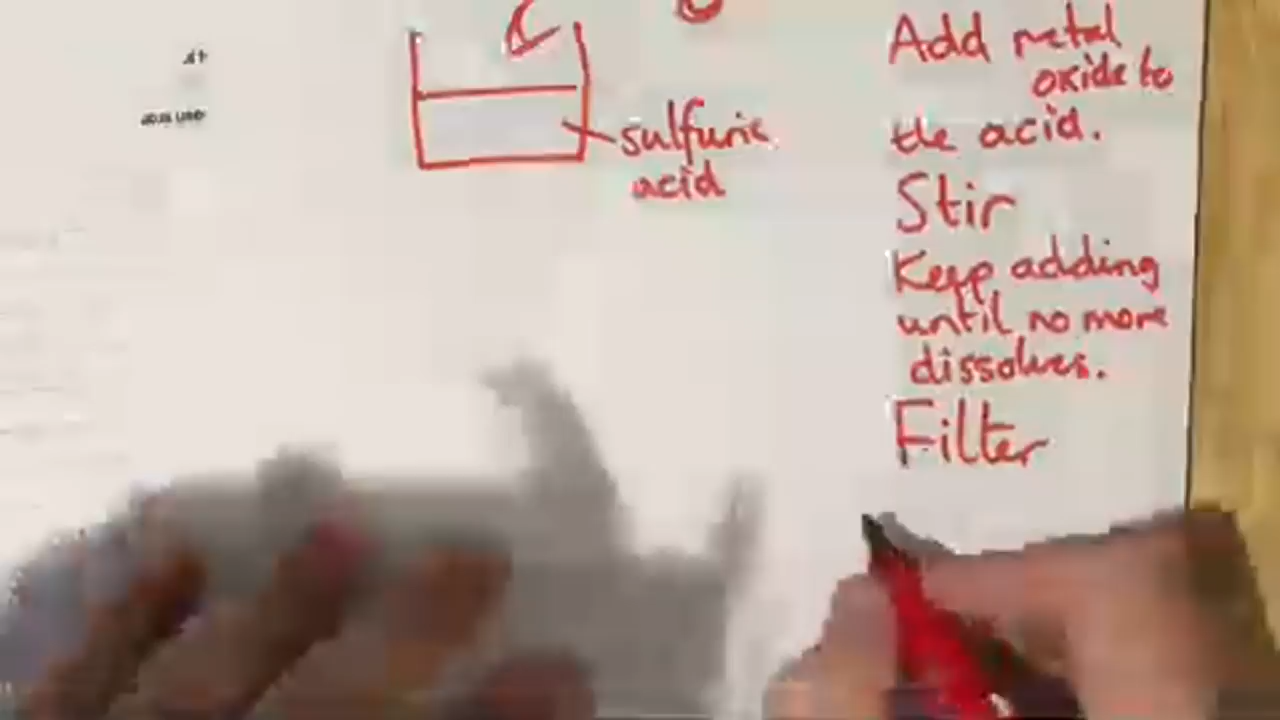 sulfuric
acid
Add metal
oxide to
the acid.
Stir
Keep adding
until no more
dissolves.
Filter